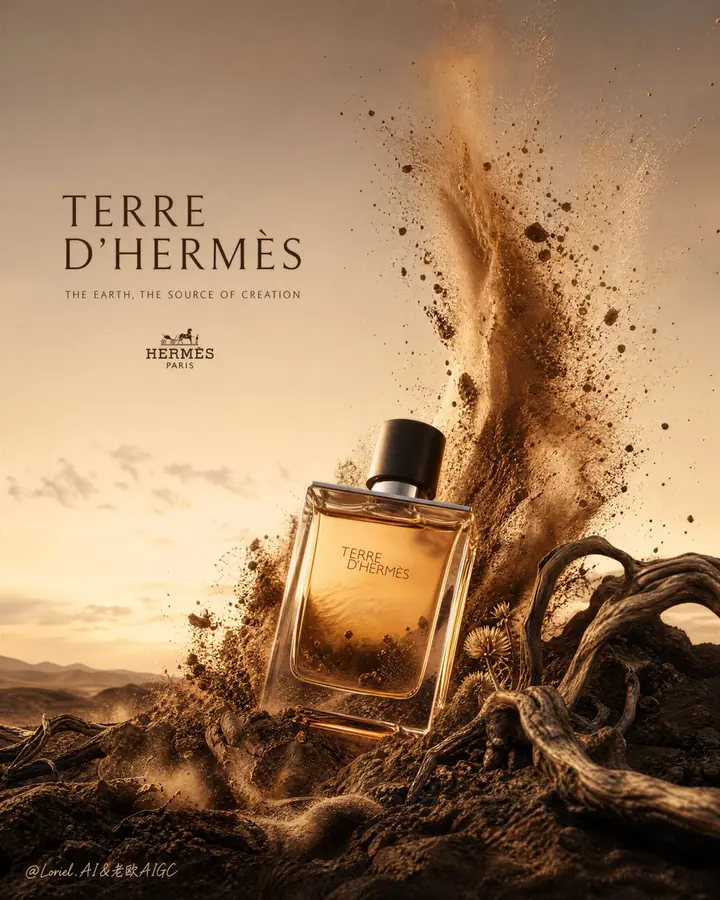 TERRE
D'HERMÈS
THE EARTH, THE SOURCE OF CREATION
HERMÈS
PARIS
TERRE
D'HERMÈS
@Loriel.AI&老欧AIGC